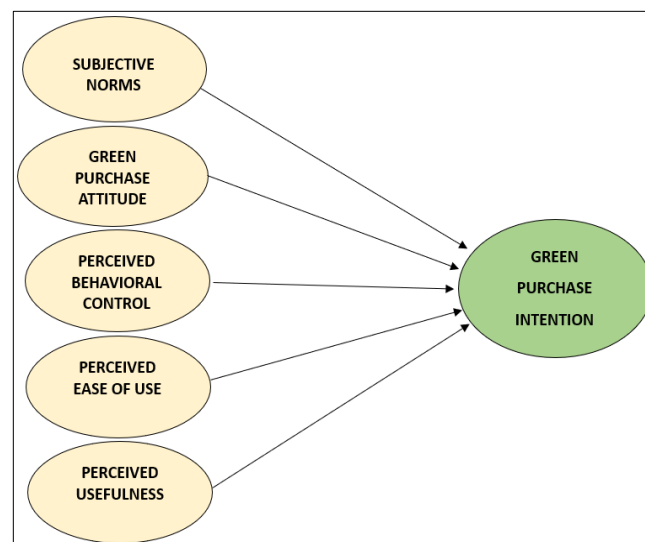 SUBJECTIVE
NORMS
GREEN
PURCHASE
ATTITUDE
PERCEIVED
BEHAVIORAL
CONTROL
PERCEIVED
EASE OF USE
PERCEIVED
USEFULNESS
GREEN
PURCHASE
INTENTION